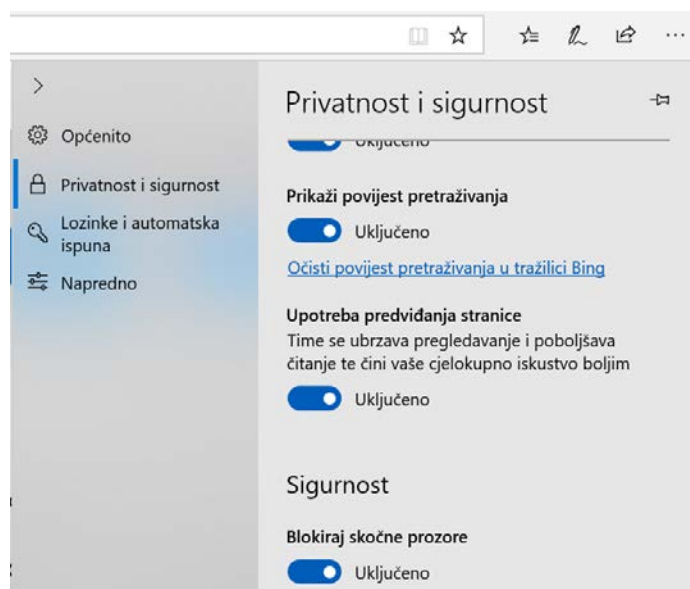 Privatnost i sigurnost
Općenito
Privatnost i sigurnost
Lozinke i automatska
ispuna
Napredno
Uključeno
Prikaži povijest pretraživanja
Uključeno
Očisti povijest pretraživanja u tražilici Bing
Upotreba predviđanja stranice
Time se ubrzava pregledavanje i poboljšava
čitanje te čini vaše cjelokupno iskustvo boljim
Uključeno
Sigurnost
Blokiraj skočne prozore
Uključeno